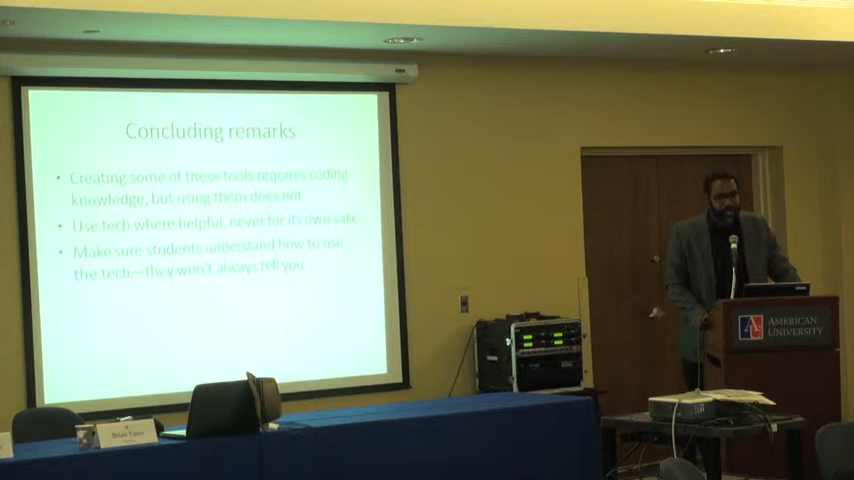 Concluding remarks
• Creating some of these tools requires coding
knowledge, but using them does not
• Use tech where helpful, never for its own sake
• Make sure students understand how to use
the tech—they won't always tell you
AMERICAN
UNIVERSITY
Brian Yates